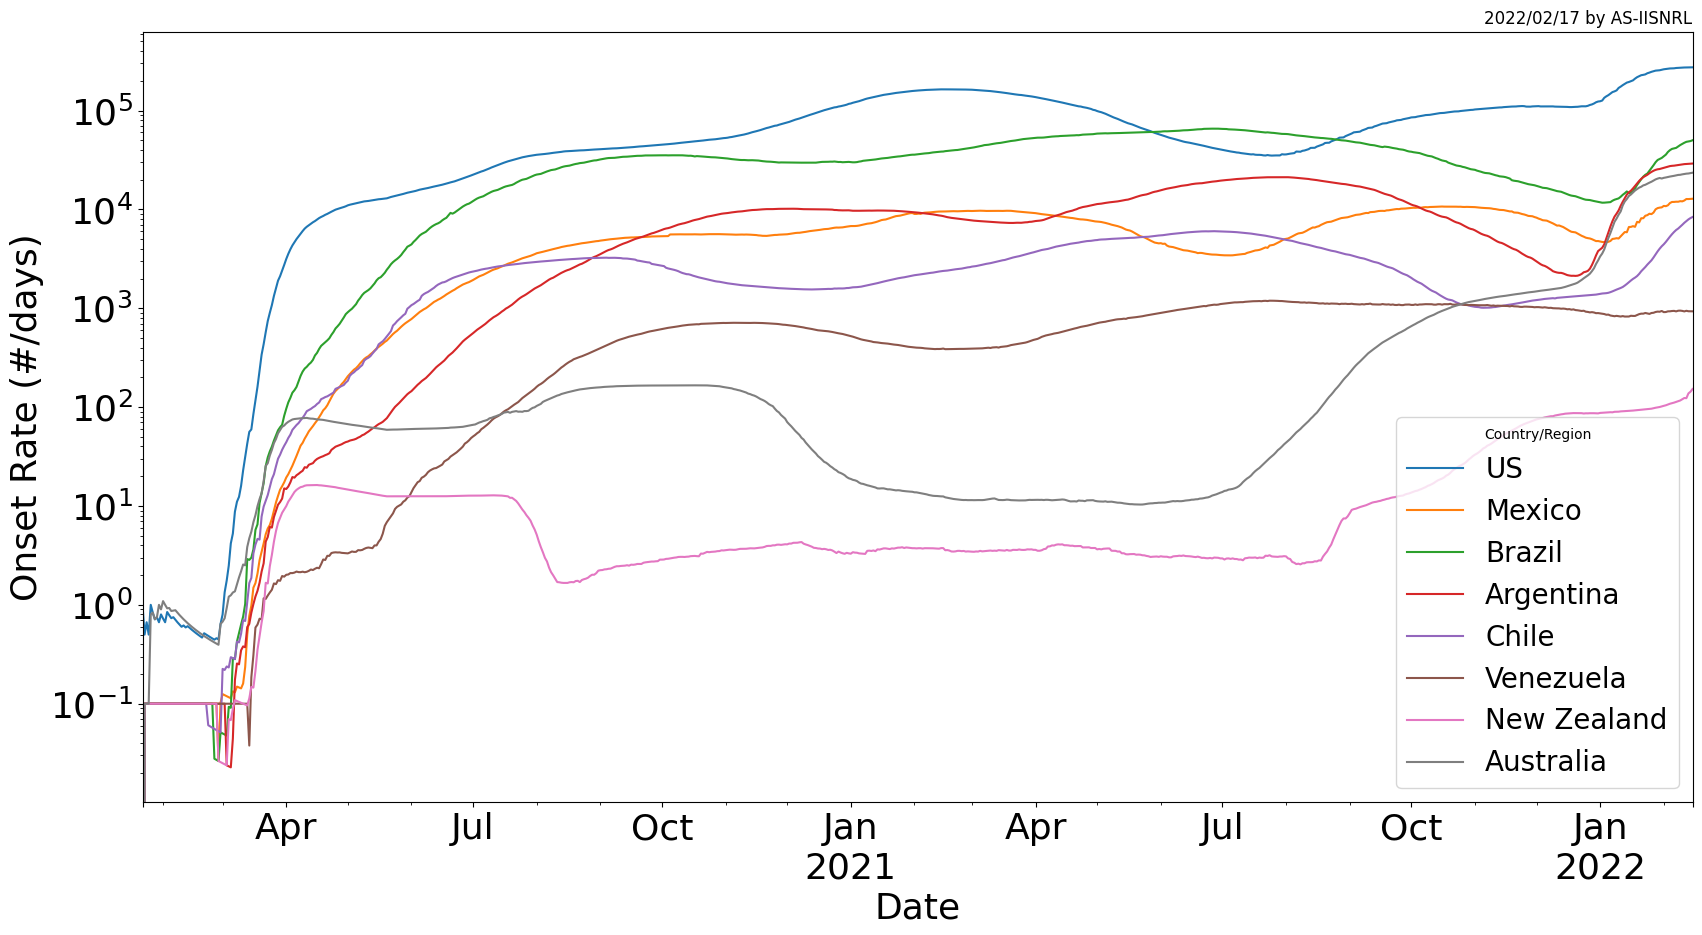 2022/02/17 by AS-IISNRL
Onset Rate (#/days)
10^5
10^4
10^3
10^2
10^1
10^0
10^−1
Country/Region
US
Mexico
Brazil
Argentina
Chile
Venezuela
New Zealand
Australia
Apr Jul Oct Jan Apr Jul Oct Jan
2021 2022
Date